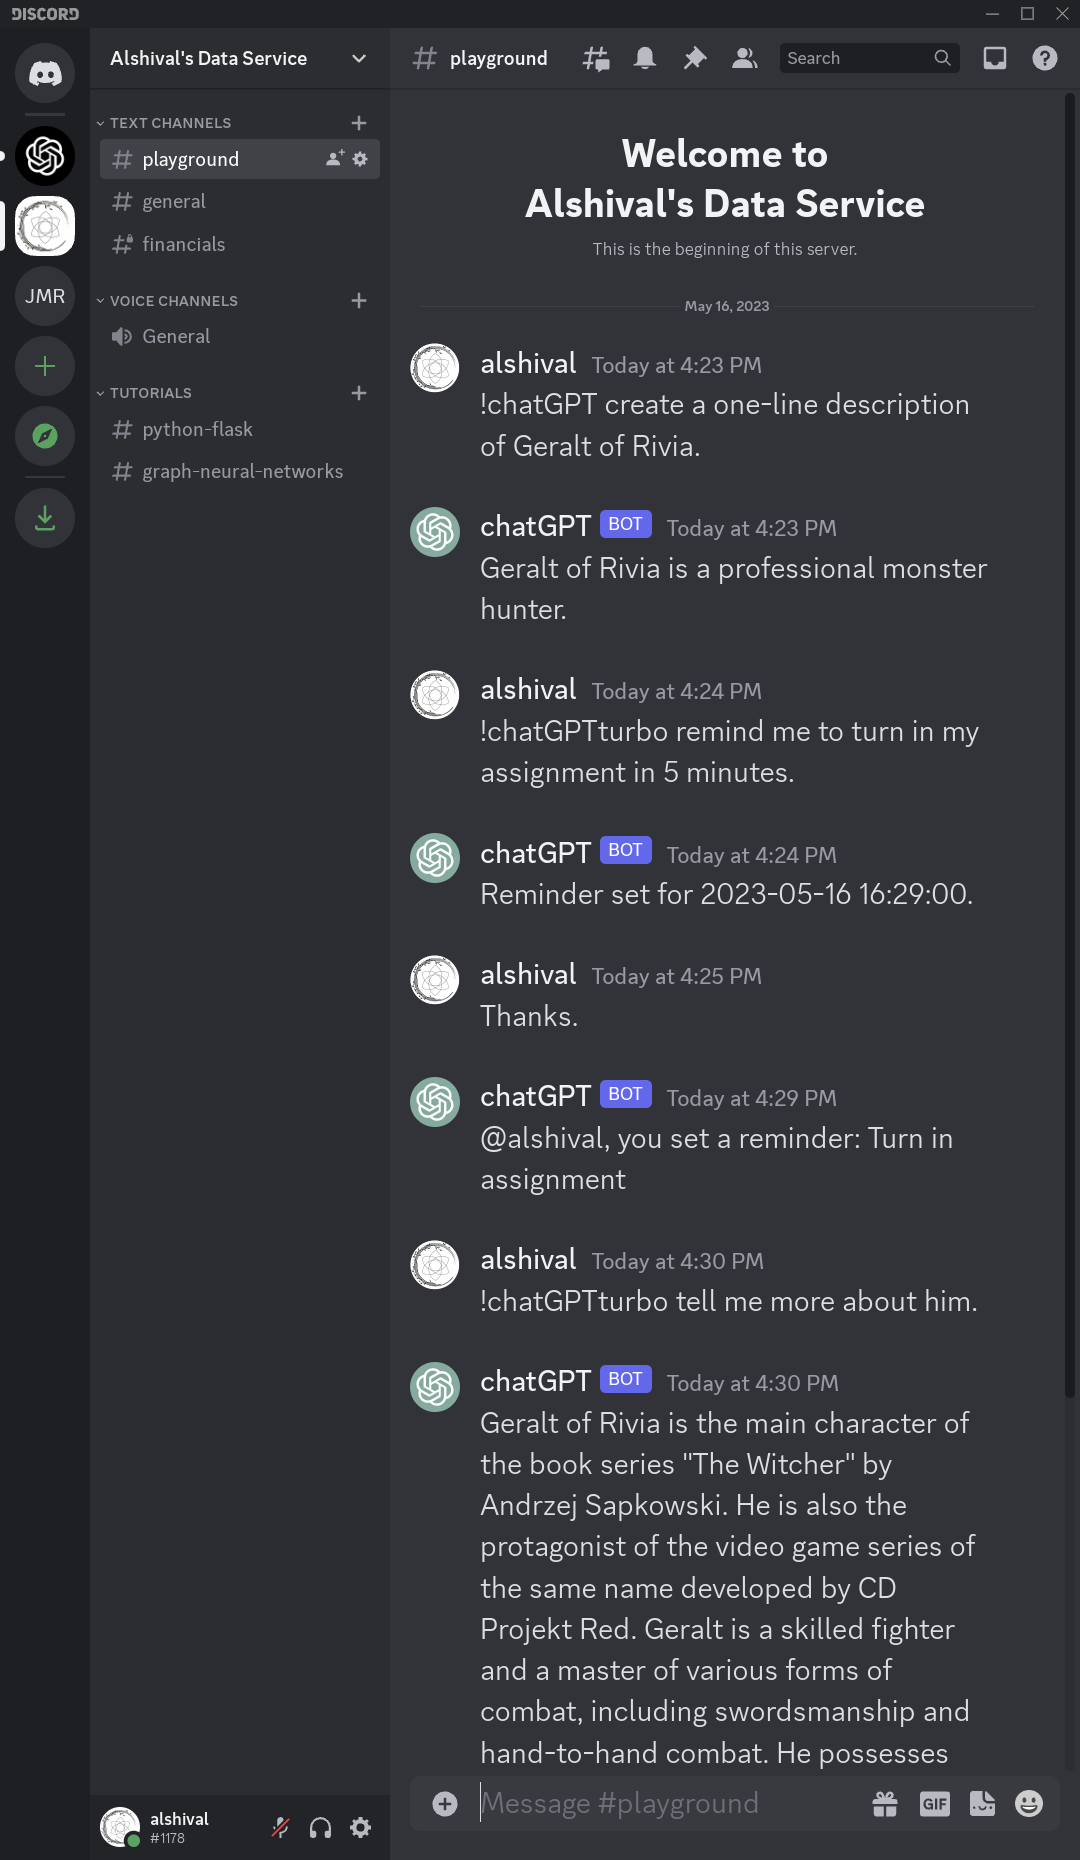 DISCORD
Alshival's Data Service
playground
Search
TEXT CHANNELS
playground
general
financials
VOICE CHANNELS
General
TUTORIALS
python-flask
graph-neural-networks
JMR
Welcome to
Alshival's Data Service
This is the beginning of this server.
May 16, 2023
alshival Today at 4:23 PM
!chatGPT create a one-line description
of Geralt of Rivia.
chatGPT BOT Today at 4:23 PM
Geralt of Rivia is a professional monster
hunter.
alshival Today at 4:24 PM
!chatGPTturbo remind me to turn in my
assignment in 5 minutes.
chatGPT BOT Today at 4:24 PM
Reminder set for 2023-05-16 16:29:00.
alshival Today at 4:25 PM
Thanks.
chatGPT BOT Today at 4:29 PM
@alshival, you set a reminder: Turn in
assignment
alshival Today at 4:30 PM
!chatGPTturbo tell me more about him.
chatGPT BOT Today at 4:30 PM
Geralt of Rivia is the main character of
the book series "The Witcher" by
Andrzej Sapkowski. He is also the
protagonist of the video game series of
the same name developed by CD
Projekt Red. Geralt is a skilled fighter
and a master of various forms of
combat, including swordsmanship and
hand-to-hand combat. He possesses
Message #playground
GIF
alshival
#1178